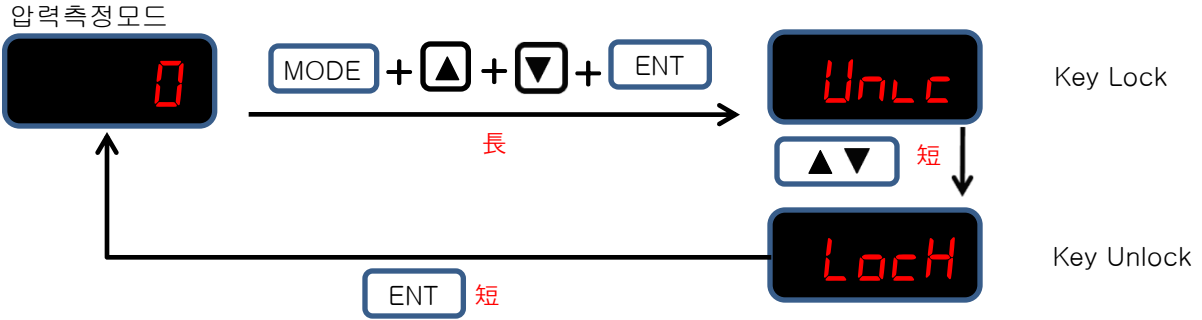 압력측정모드
0
MODE + ▲ + ▼ + ENT
長
Unlc
Key Lock
▲ ▼ 短
LocH
Key Unlock
ENT 短